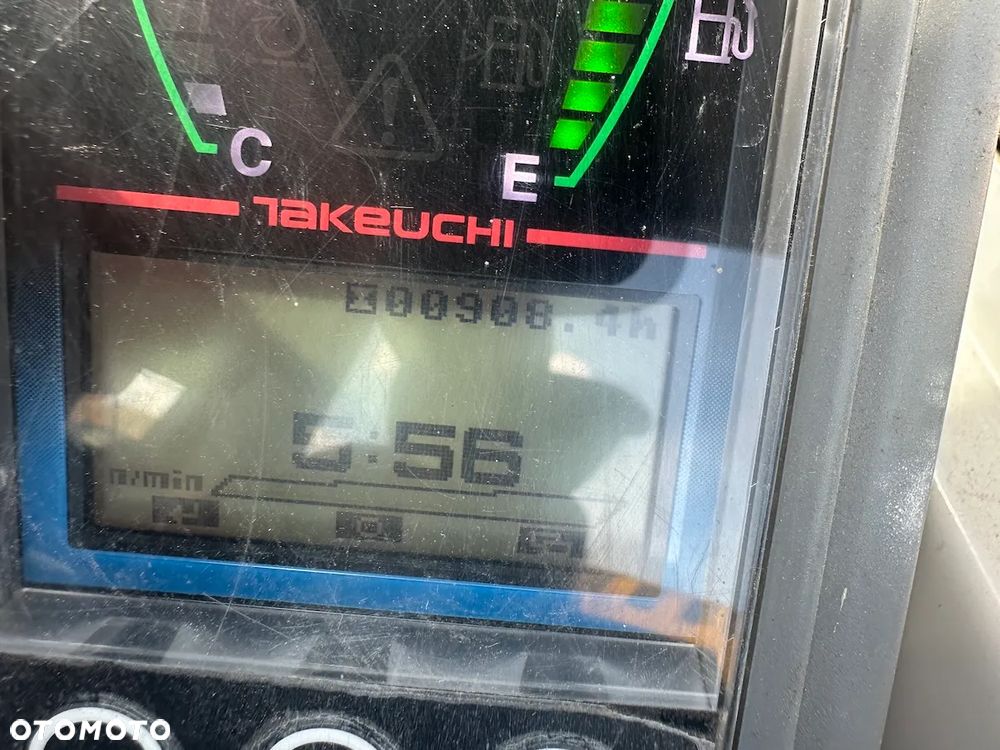 C
E
TAKEUCHI
00908.4h
5:56
n/min
OTOMOTO